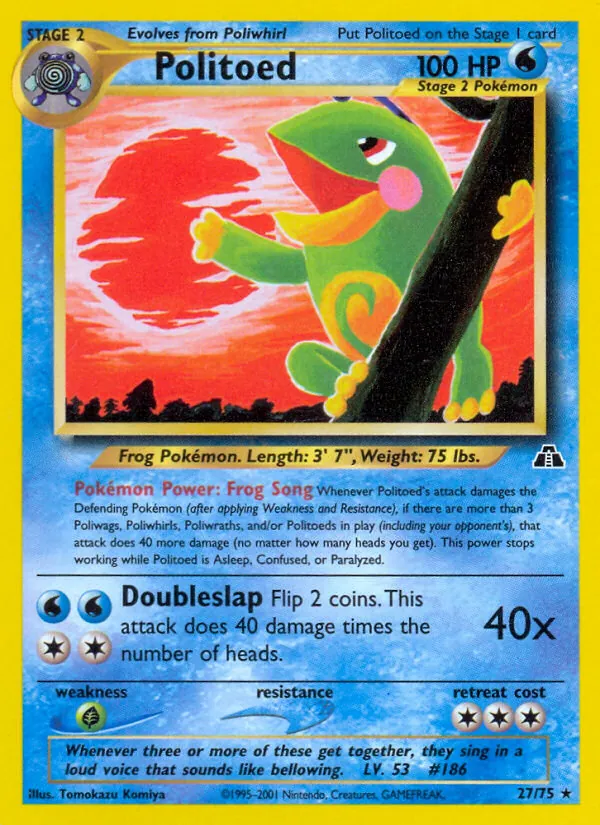 STAGE 2
Evolves from Poliwhirl
Put Politoed on the Stage 1 card
Politoed
100 HP
Stage 2 Pokémon
Frog Pokémon. Length: 3' 7", Weight: 75 lbs.
Pokémon Power: Frog Song Whenever Politoed's attack damages the
Defending Pokémon (after applying Weakness and Resistance), if there are more than 3
Poliwags, Poliwhirls, Poliwraths, and/or Politoeds in play (including your opponent's), that
attack does 40 more damage (no matter how many heads you get). This power stops
working while Politoed is Asleep, Confused, or Paralyzed.
Doubleslap Flip 2 coins. This
attack does 40 damage times the
number of heads.
40x
weakness
resistance
retreat cost
Whenever three or more of these get together, they sing in a
loud voice that sounds like bellowing. LV. 53 #186
Illus. Tomokazu Komiya
©1995-2001 Nintendo, Creatures, GAMEFREAK.
27/75 ★